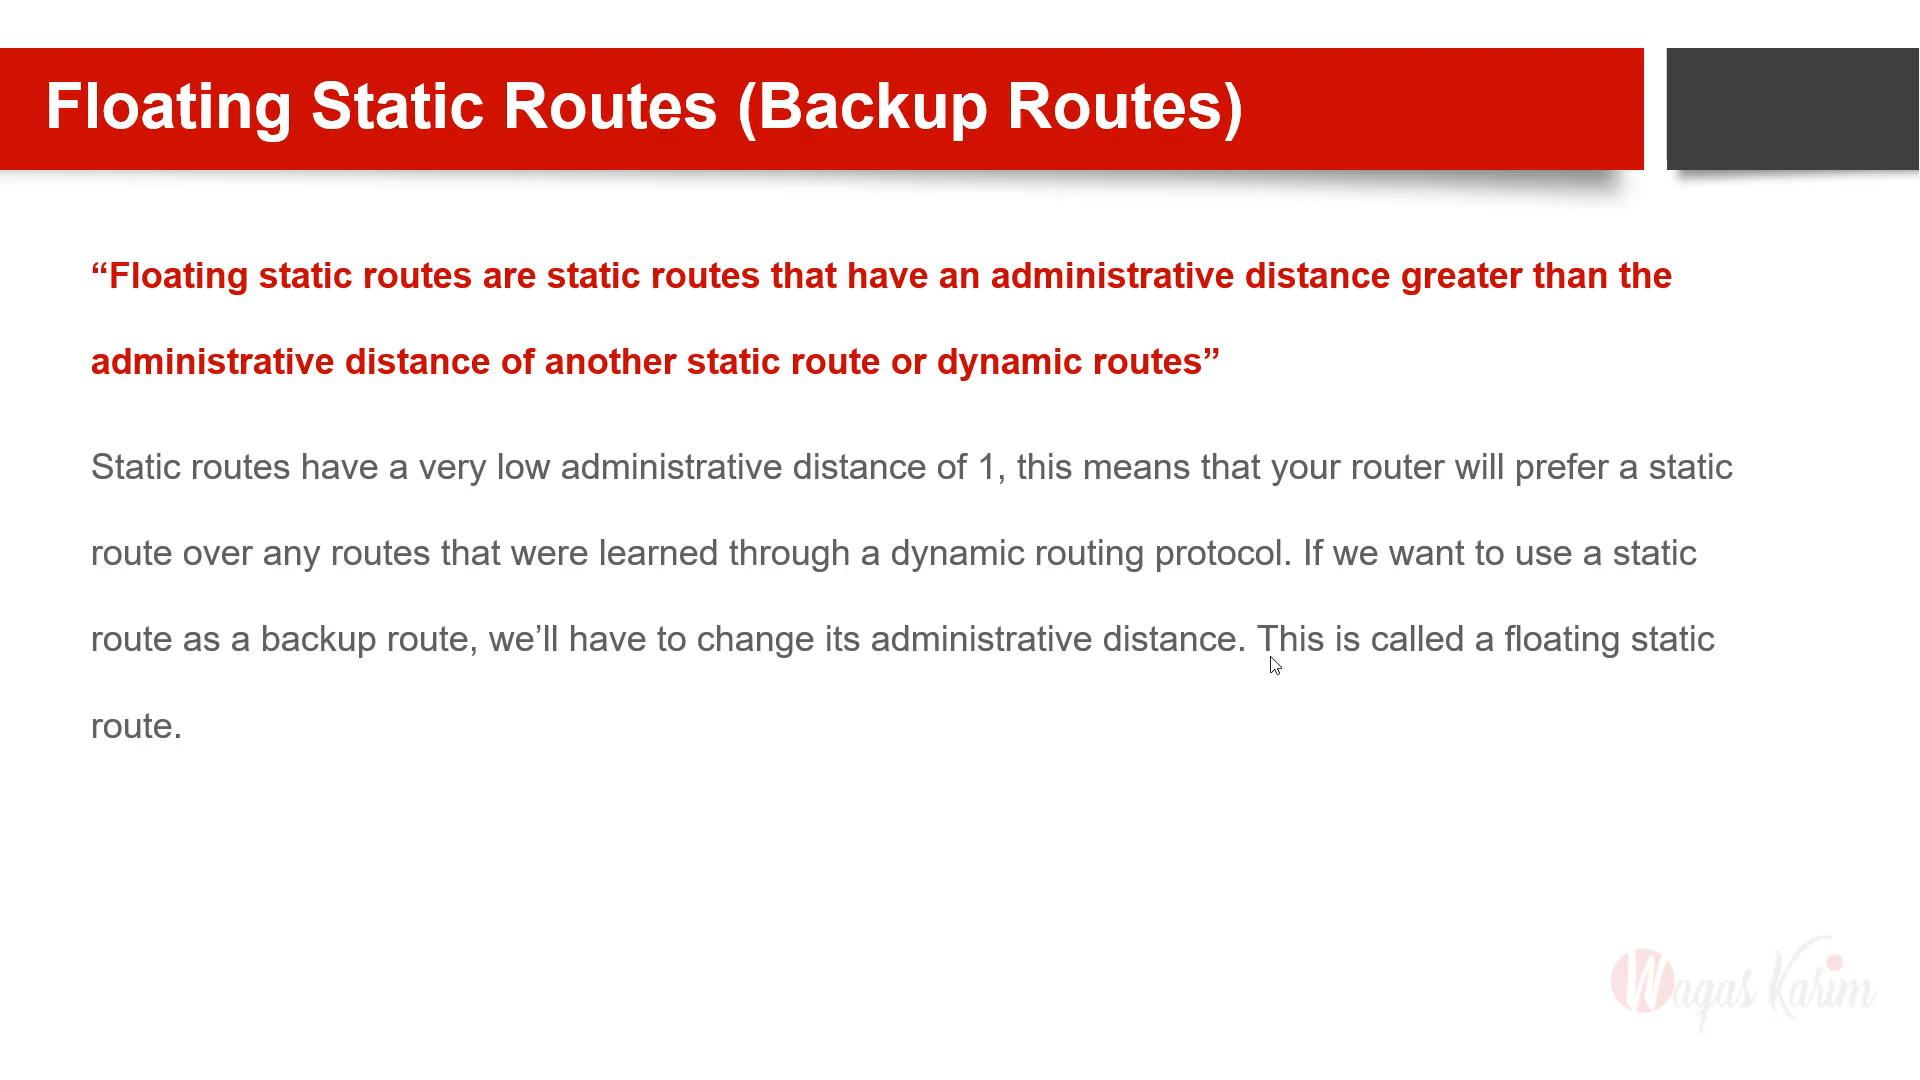 Floating Static Routes (Backup Routes)
“Floating static routes are static routes that have an administrative distance greater than the
administrative distance of another static route or dynamic routes”
Static routes have a very low administrative distance of 1, this means that your router will prefer a static
route over any routes that were learned through a dynamic routing protocol. If we want to use a static
route as a backup route, we’ll have to change its administrative distance. This is called a floating static
route.
Waqas Karim